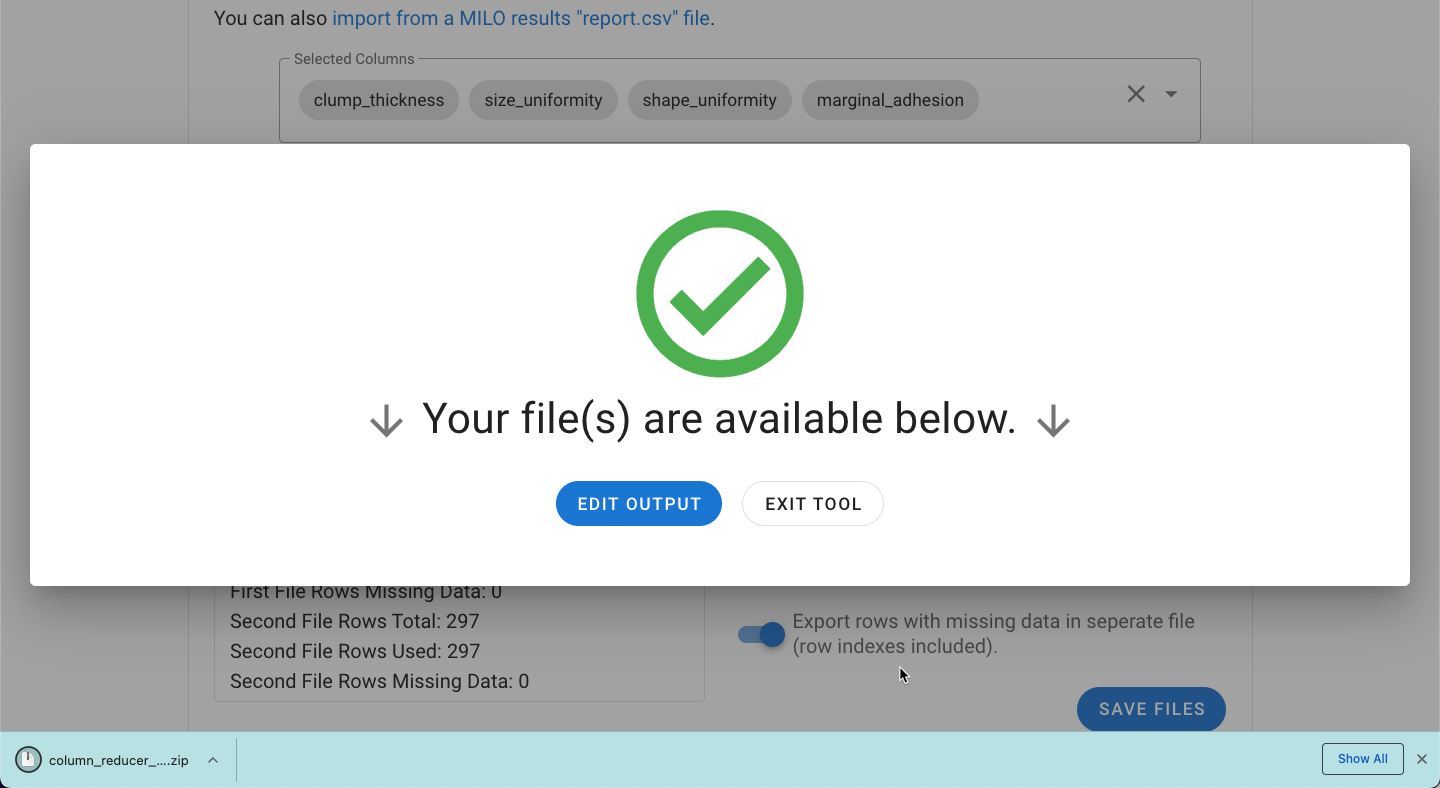 You can also import from a MILO results "report.csv" file.
Selected Columns
clump_thickness size_uniformity shape_uniformity marginal_adhesion
Your file(s) are available below.
EDIT OUTPUT EXIT TOOL
First File Rows Missing Data: 0
Second File Rows Total: 297
Second File Rows Used: 297
Second File Rows Missing Data: 0
Export rows with missing data in seperate file
(row indexes included).
SAVE FILES
column_reducer_....zip
Show All